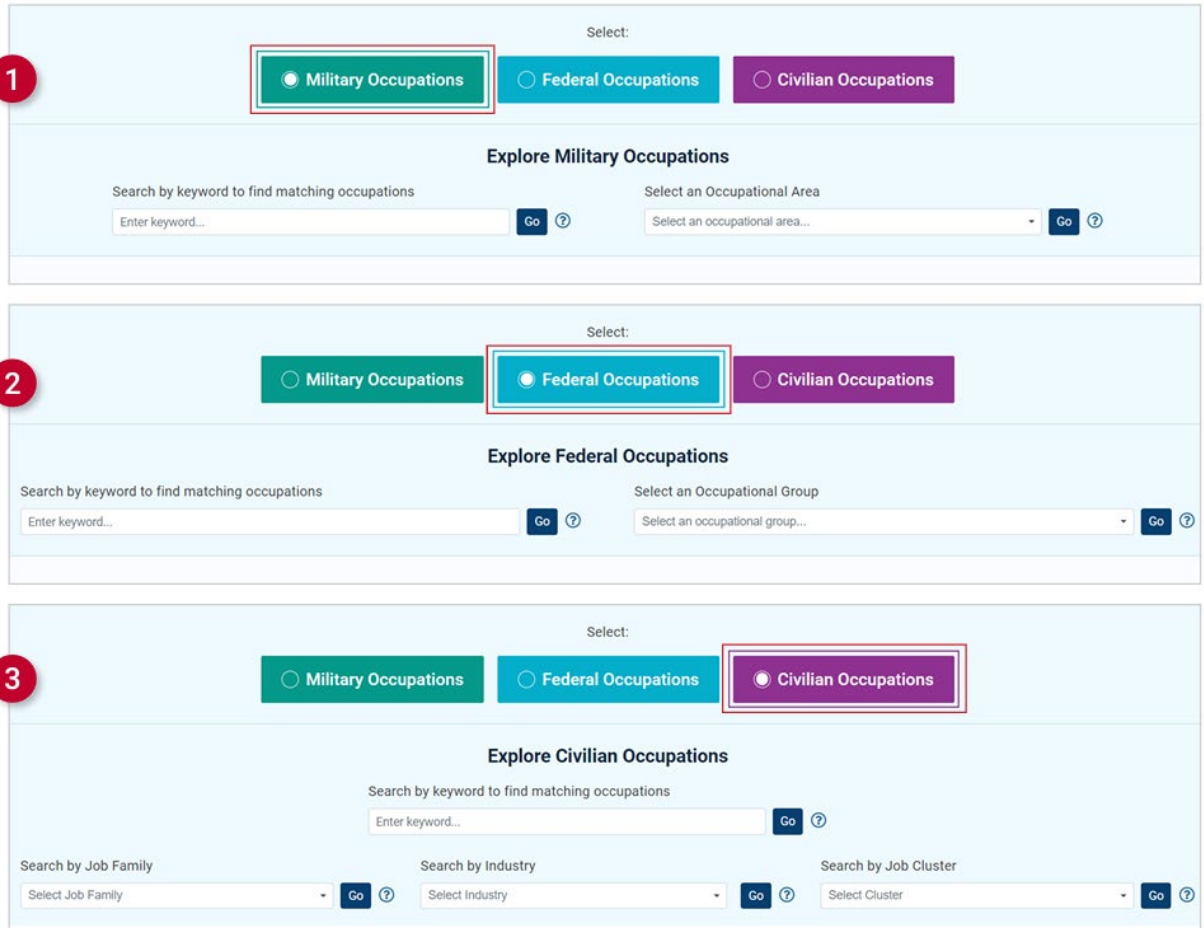 1
Select:
Military Occupations Federal Occupations Civilian Occupations
Explore Military Occupations
Search by keyword to find matching occupations Select an Occupational Area
Enter keyword... Go ? Select an occupational area... Go ?
2
Select:
Military Occupations Federal Occupations Civilian Occupations
Explore Federal Occupations
Search by keyword to find matching occupations Select an Occupational Group
Enter keyword... Go ? Select an occupational group... Go ?
3
Select:
Military Occupations Federal Occupations Civilian Occupations
Explore Civilian Occupations
Search by keyword to find matching occupations
Enter keyword... Go ?
Search by Job Family Search by Industry Search by Job Cluster
Select Job Family Go ? Select Industry Go ? Select Cluster Go ?